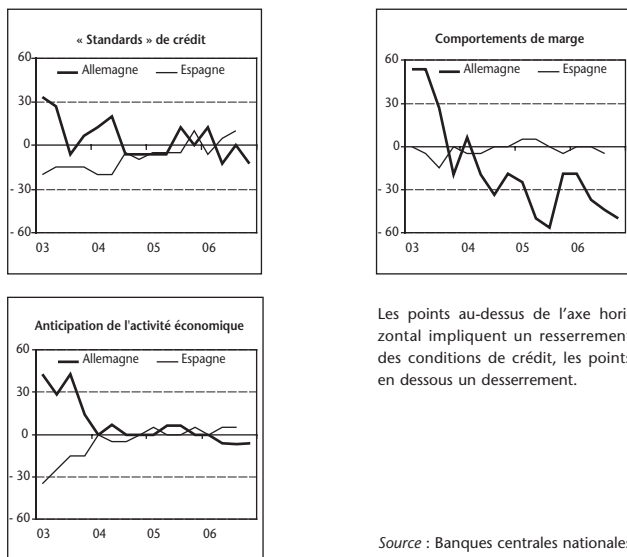 « Standards » de crédit
60
Allemagne Espagne
30
0
- 30
- 60
03 04 05 06
Comportements de marge
60
Allemagne Espagne
30
0
- 30
- 60
03 04 05 06
Anticipation de l'activité économique
60
Allemagne Espagne
30
0
- 30
- 60
03 04 05 06
Les points au-dessus de l'axe hori-
zontal impliquent un resserrement
des conditions de crédit, les points
en dessous un desserrement.
Source : Banques centrales nationales